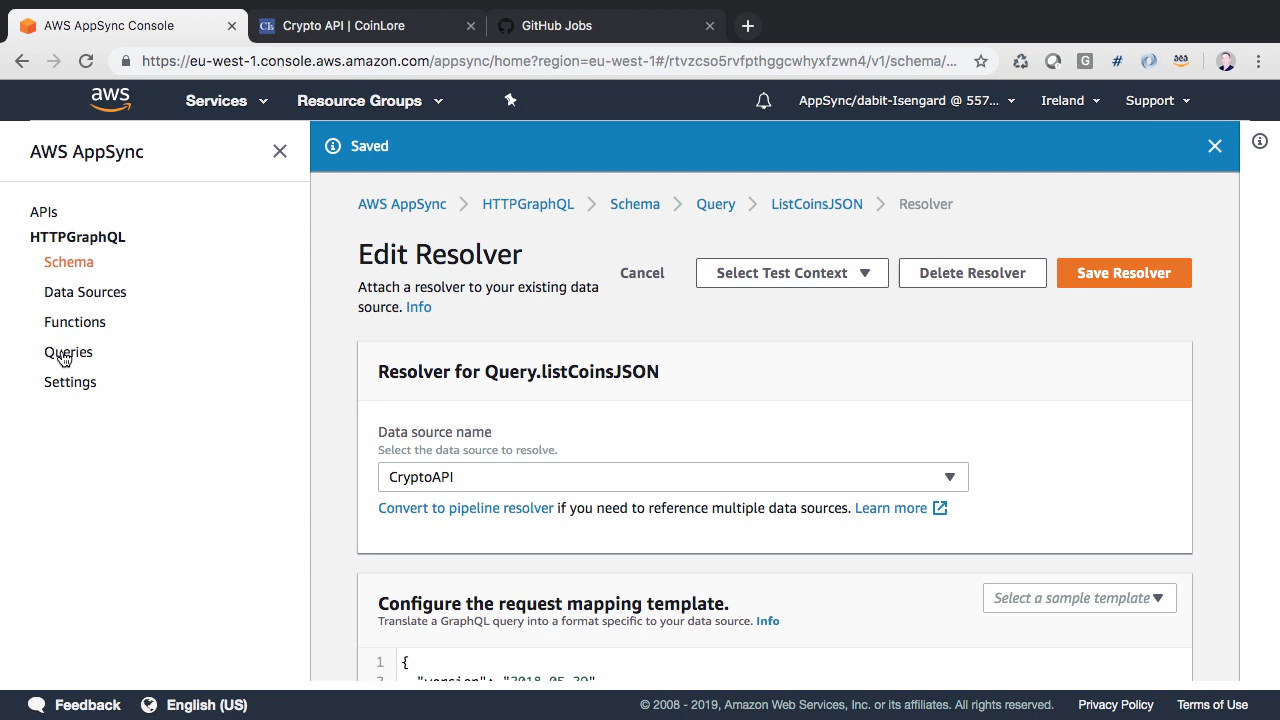 AWS AppSync Console
Crypto API | CoinLore
GitHub Jobs
https://eu-west-1.console.aws.amazon.com/appsync/home?region=eu-west-1#/rtvzcso5rvfpthggcwhyxfzwn4/v1/schema/...
aws
Services
Resource Groups
AppSync/dabit-Isengard @ 557...
Ireland
Support
AWS AppSync
APIs
HTTPGraphQL
Schema
Data Sources
Functions
Queries
Settings
Saved
AWS AppSync > HTTPGraphQL > Schema > Query > ListCoinsJSON > Resolver
Edit Resolver
Attach a resolver to your existing data
source. Info
Cancel
Select Test Context
Delete Resolver
Save Resolver
Resolver for Query.listCoinsJSON
Data source name
Select the data source to resolve.
CryptoAPI
Convert to pipeline resolver if you need to reference multiple data sources. Learn more
Configure the request mapping template.
Translate a GraphQL query into a format specific to your data source. Info
Select a sample template
1 {
2 "version": "2018-05-29"
Feedback
English (US)
© 2008 - 2019, Amazon Web Services, Inc. or its affiliates. All rights reserved.
Privacy Policy
Terms of Use